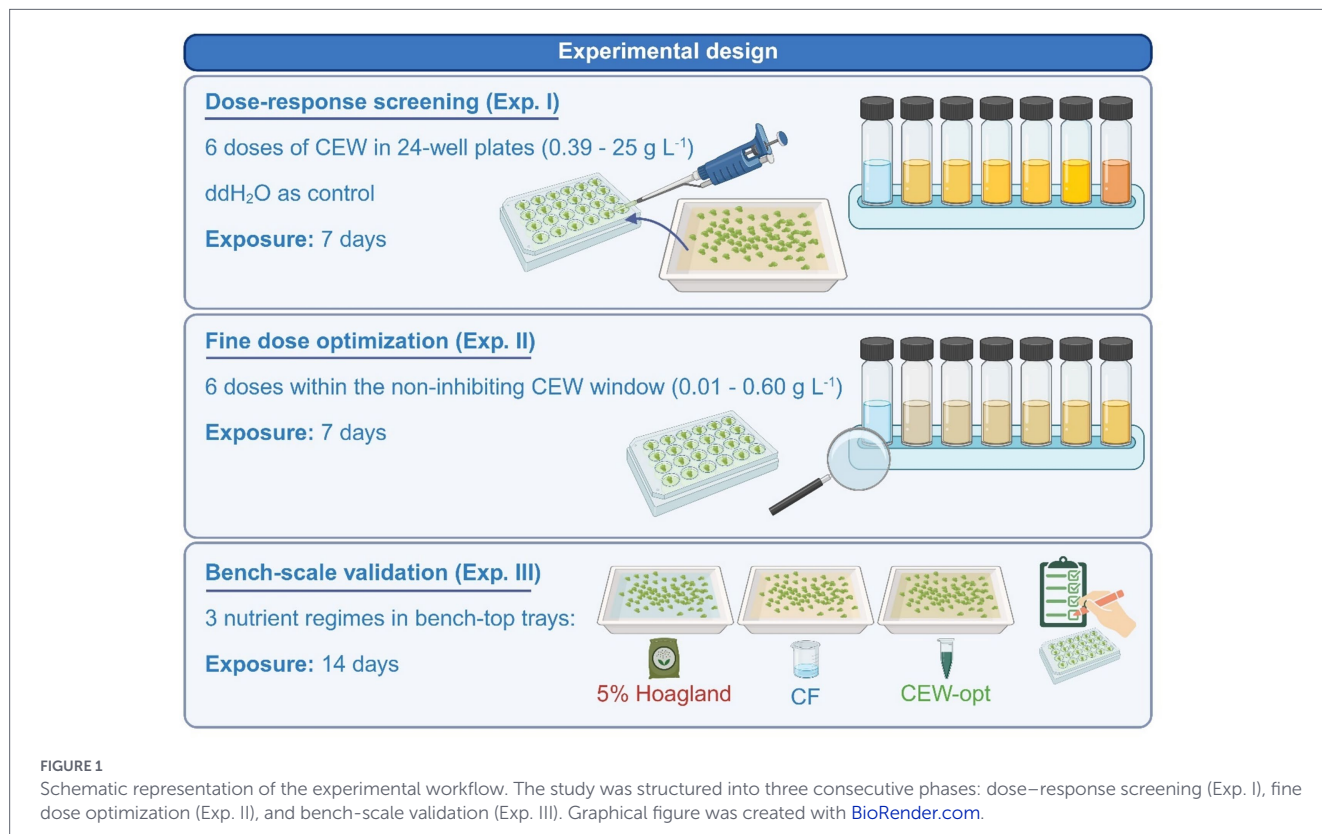 Experimental design
Dose-response screening (Exp. I)
6 doses of CEW in 24-well plates (0.39 - 25 g L⁻¹)
ddH₂O as control
Exposure: 7 days
Fine dose optimization (Exp. II)
6 doses within the non-inhibiting CEW window (0.01 - 0.60 g L⁻¹)
Exposure: 7 days
Bench-scale validation (Exp. III)
3 nutrient regimes in bench-top trays:
Exposure: 14 days
5% Hoagland
CF
CEW-opt
FIGURE 1
Schematic representation of the experimental workflow. The study was structured into three consecutive phases: dose–response screening (Exp. I), fine
dose optimization (Exp. II), and bench-scale validation (Exp. III). Graphical figure was created with BioRender.com.